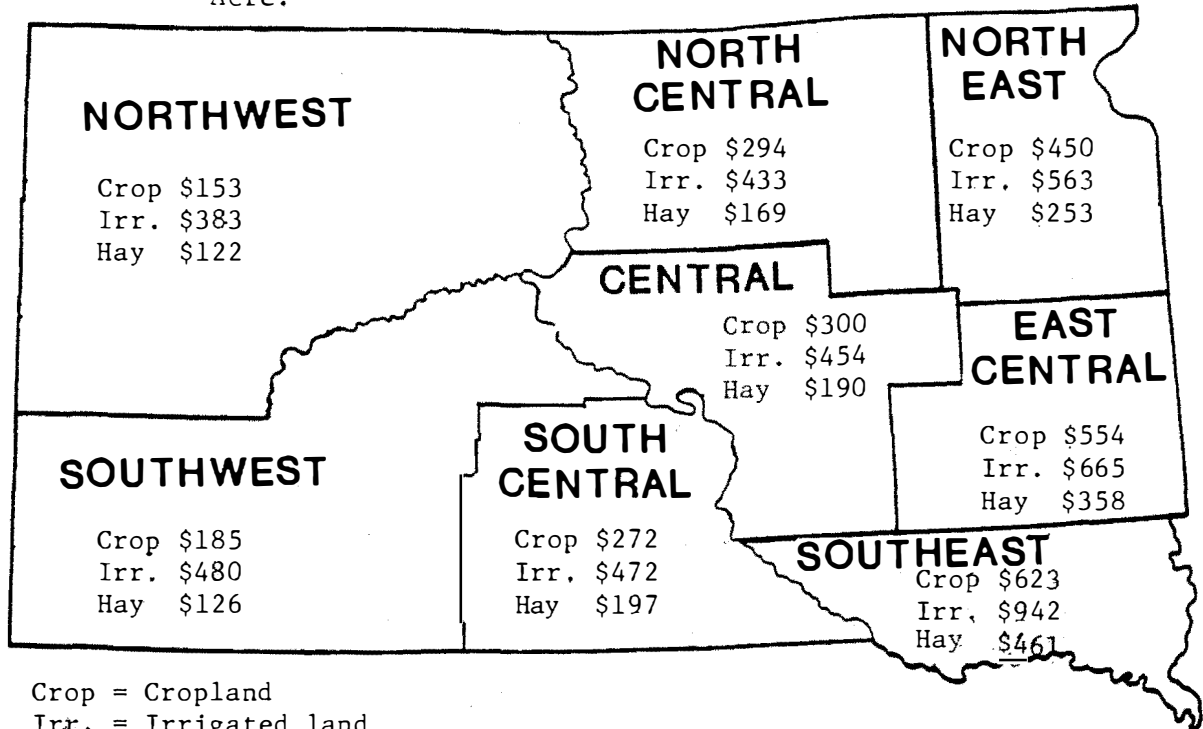 Here.
NORTHWEST
Crop $153
Irr. $383
Hay $122
NORTH
CENTRAL
Crop $294
Irr. $433
Hay $169
NORTH
EAST
Crop $450
Irr. $563
Hay $253
CENTRAL
Crop $300
Irr. $454
Hay $190
EAST
CENTRAL
Crop $554
Irr. $665
Hay $358
SOUTHWEST
Crop $185
Irr. $480
Hay $126
SOUTH
CENTRAL
Crop $272
Irr. $472
Hay $197
SOUTHEAST
Crop $623
Irr. $942
Hay $461
Crop = Cropland
Irr. = Irrigated land